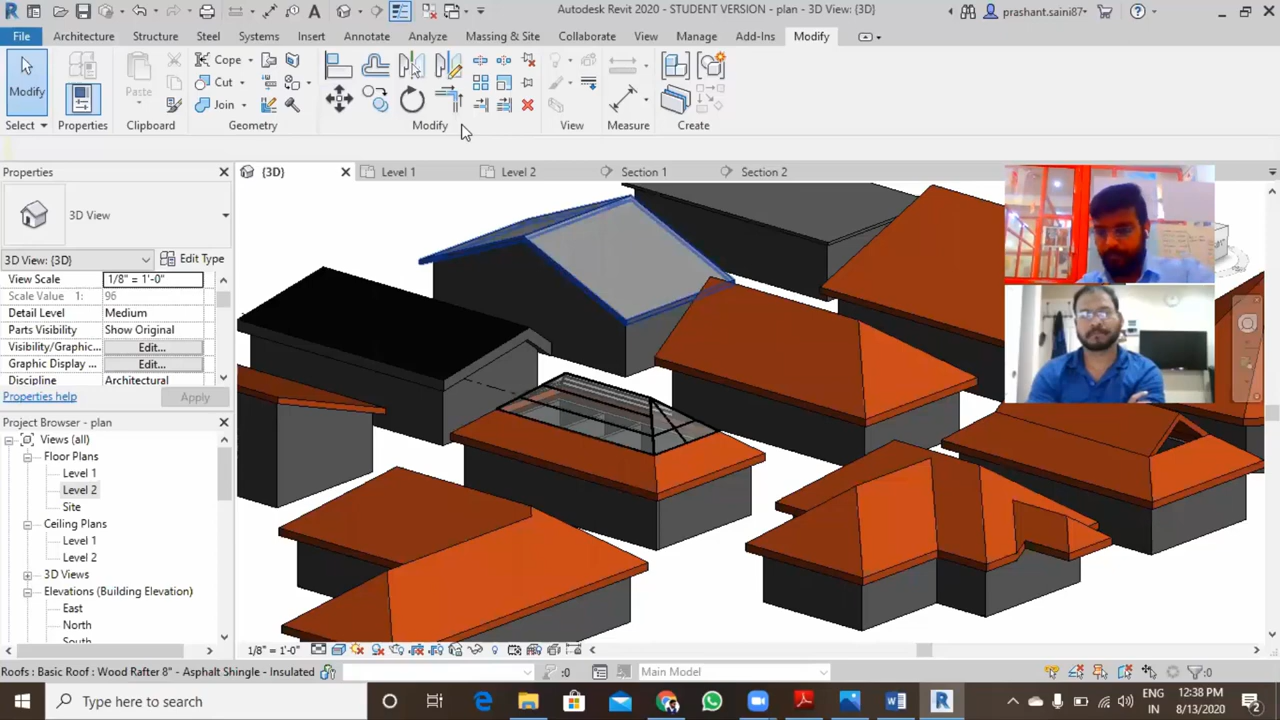 Autodesk Revit 2020 - STUDENT VERSION - plan - 3D View: {3D}
prashant.saini87
File Architecture Structure Steel Systems Insert Annotate Analyze Massing & Site Collaborate View Manage Add-Ins Modify
Modify
Select
Properties
Paste
Clipboard
Cope
Cut
Join
Geometry
Modify
View
Measure
Create
Properties
{3D}
Level 1
Level 2
Section 1
Section 2
3D View
3D View: {3D} Edit Type
View Scale 1/8" = 1'-0"
Scale Value 1: 96
Detail Level Medium
Parts Visibility Show Original
Visibility/Graphic... Edit...
Graphic Display ... Edit...
Discipline Architectural
Properties help Apply
Project Browser - plan
Views (all)
Floor Plans
Level 1
Level 2
Site
Ceiling Plans
Level 1
Level 2
3D Views
{3D}
Elevations (Building Elevation)
East
North
South
1/8" = 1'-0"
Roofs : Basic Roof : Wood Rafter 8" - Asphalt Shingle - Insulated
:0
Main Model
:0
Type here to search
ENG
IN
12:38 PM
8/13/2020
2